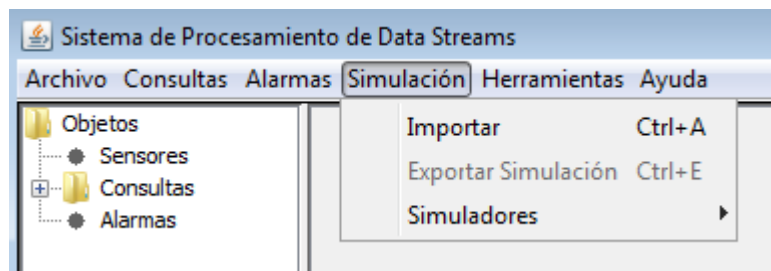 Sistema de Procesamiento de Data Streams
Archivo Consultas Alarmas Simulación Herramientas Ayuda
Objetos
Sensores
Consultas
Alarmas
Importar Ctrl+A
Exportar Simulación Ctrl+E
Simuladores